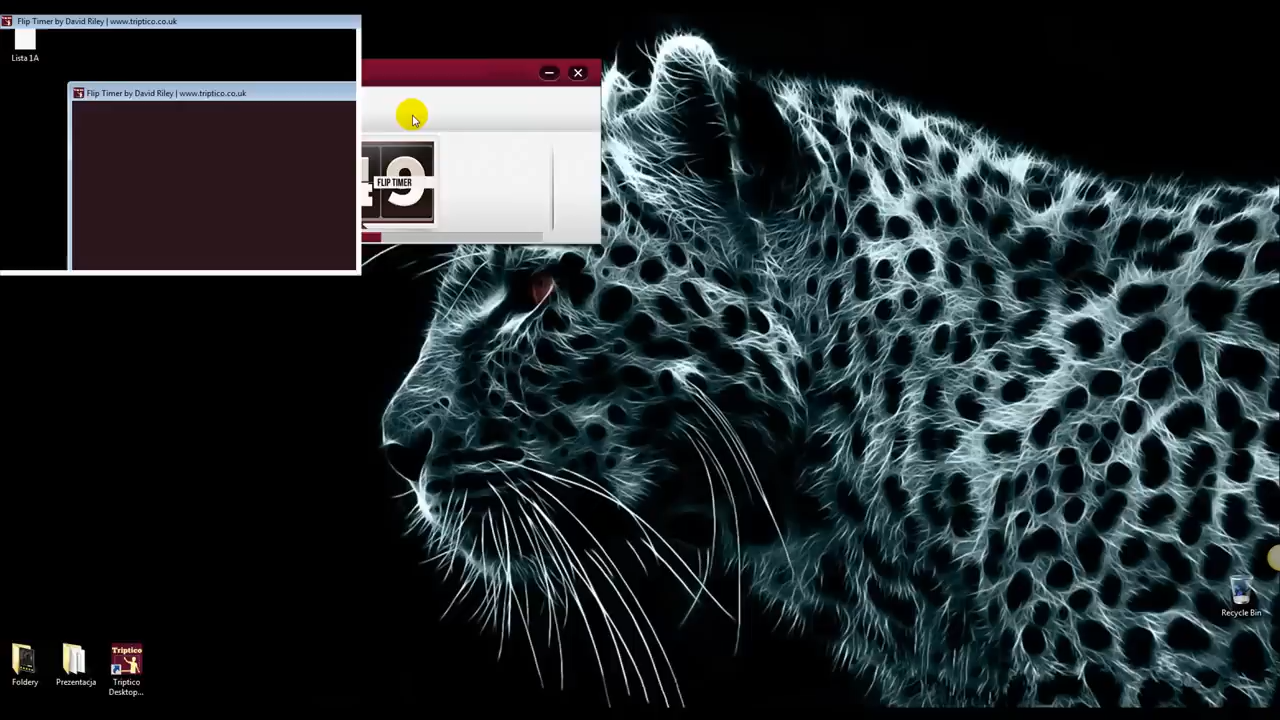 Flip Timer by David Riley | www.triptico.co.uk
Lista 1A
Flip Timer by David Riley | www.triptico.co.uk
9
FLIP TIMER
Recycle Bin
Triptico
Foldery
Prezentacja
Triptico
Desktop...